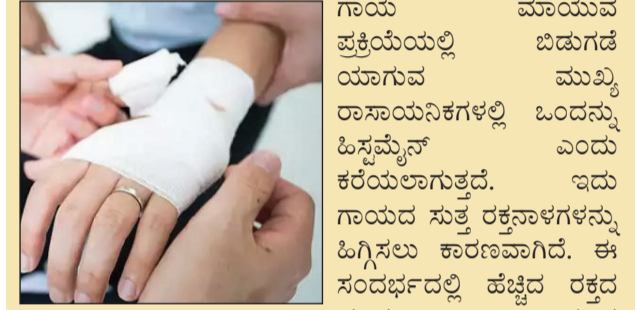 ಗಾಯ ಮಾಯುವ
ಪ್ರಕ್ರಿಯೆಯಲ್ಲಿ ಬಿಡುಗಡೆ
ಯಾಗುವ ಮುಖ್ಯ
ರಾಸಾಯನಿಕಗಳಲ್ಲಿ ಒಂದನ್ನು
ಹಿಸ್ಟಮೈನ್ ಎಂದು
ಕರೆಯಲಾಗುತ್ತದೆ. ಇದು
ಗಾಯದ ಸುತ್ತ ರಕ್ತನಾಳಗಳನ್ನು
ಹಿಗ್ಗಿಸಲು ಕಾರಣವಾಗಿದೆ. ಈ
ಸಂದರ್ಭದಲ್ಲಿ ಹೆಚ್ಚಿದ ರಕ್ತದ